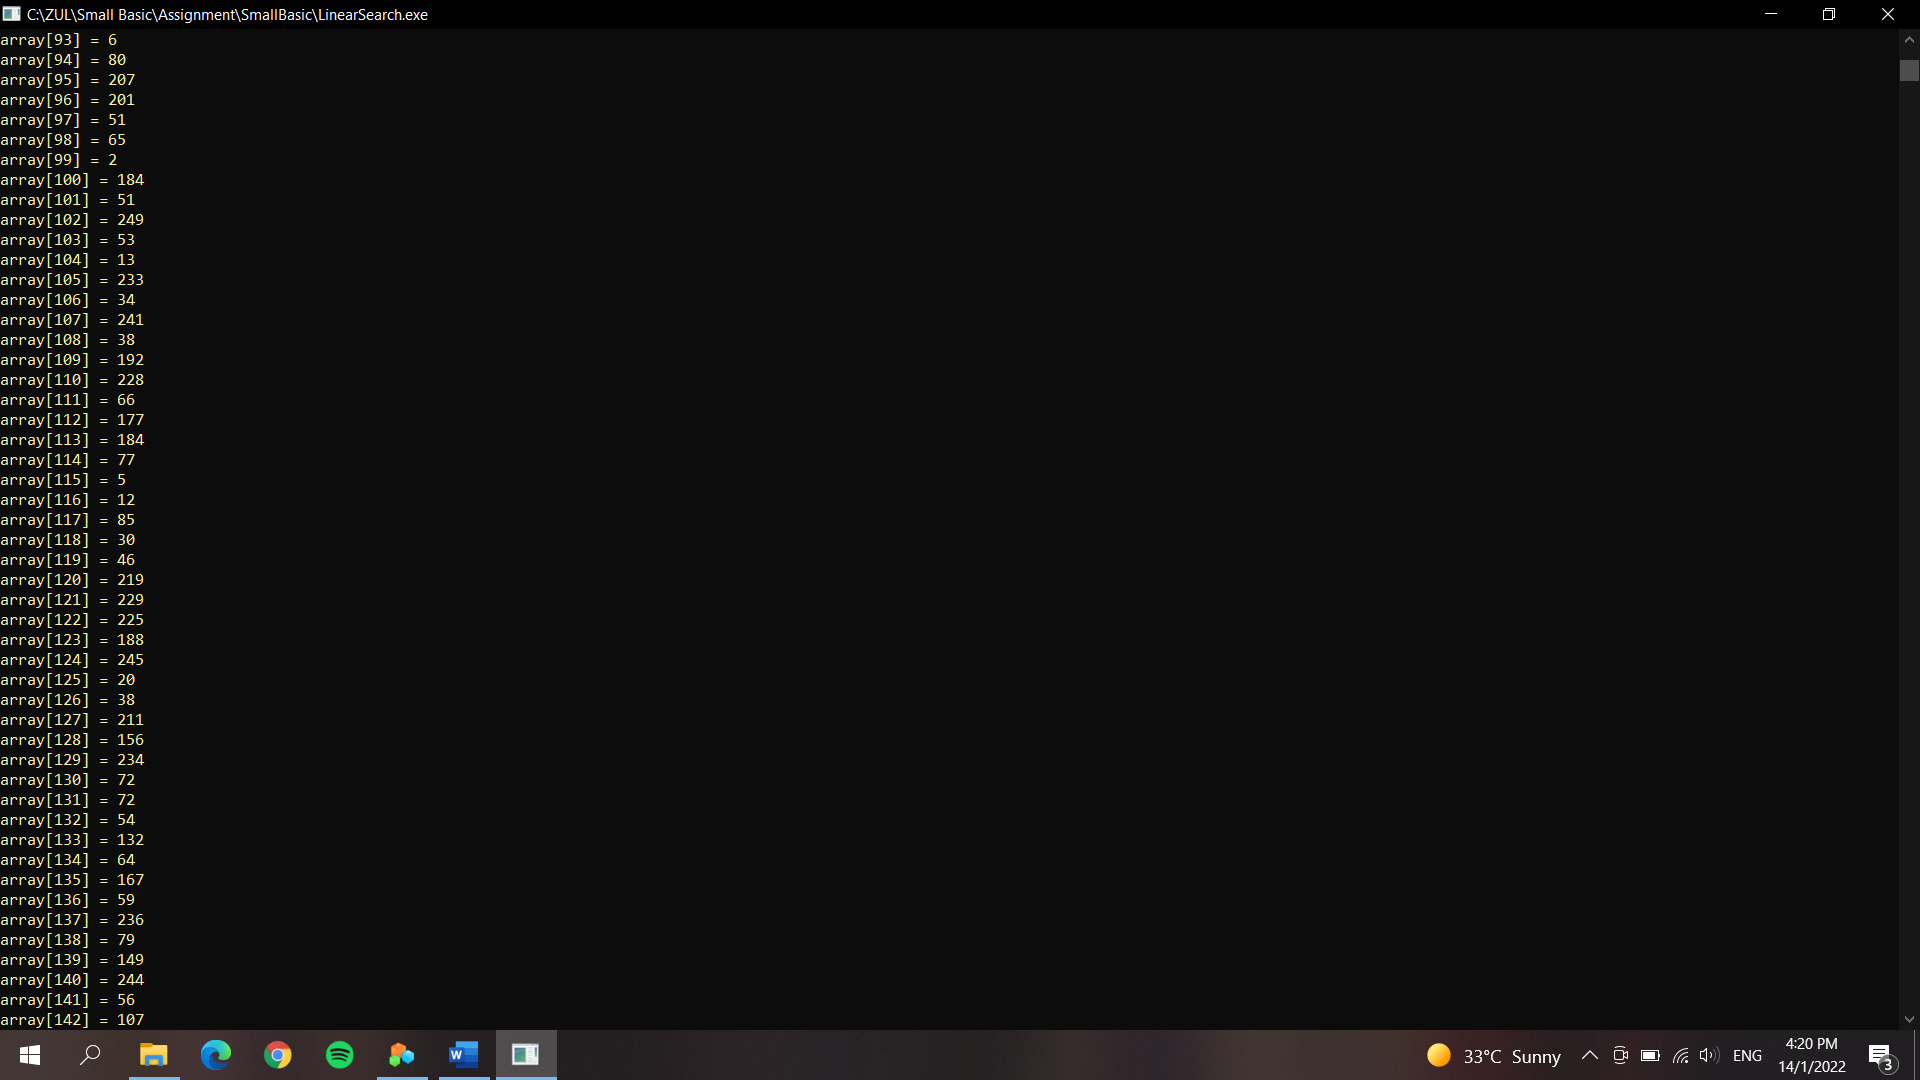 C:\ZUL\Small Basic\Assignment\SmallBasic\LinearSearch.exe
array[93] = 6
array[94] = 80
array[95] = 207
array[96] = 201
array[97] = 51
array[98] = 65
array[99] = 2
array[100] = 184
array[101] = 51
array[102] = 249
array[103] = 53
array[104] = 13
array[105] = 233
array[106] = 34
array[107] = 241
array[108] = 38
array[109] = 192
array[110] = 228
array[111] = 66
array[112] = 177
array[113] = 184
array[114] = 77
array[115] = 5
array[116] = 12
array[117] = 85
array[118] = 30
array[119] = 46
array[120] = 219
array[121] = 229
array[122] = 225
array[123] = 188
array[124] = 245
array[125] = 20
array[126] = 38
array[127] = 211
array[128] = 156
array[129] = 234
array[130] = 72
array[131] = 72
array[132] = 54
array[133] = 132
array[134] = 64
array[135] = 167
array[136] = 59
array[137] = 236
array[138] = 79
array[139] = 149
array[140] = 244
array[141] = 56
array[142] = 107
W
33°C Sunny
ENG
4:20 PM
14/1/2022
3